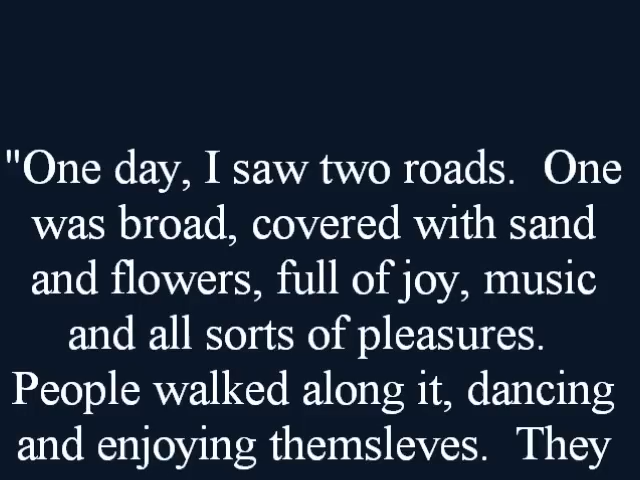 "One day, I saw two roads.  One
was broad, covered with sand
and flowers, full of joy, music
and all sorts of pleasures.
People walked along it, dancing
and enjoying themsleves.  They